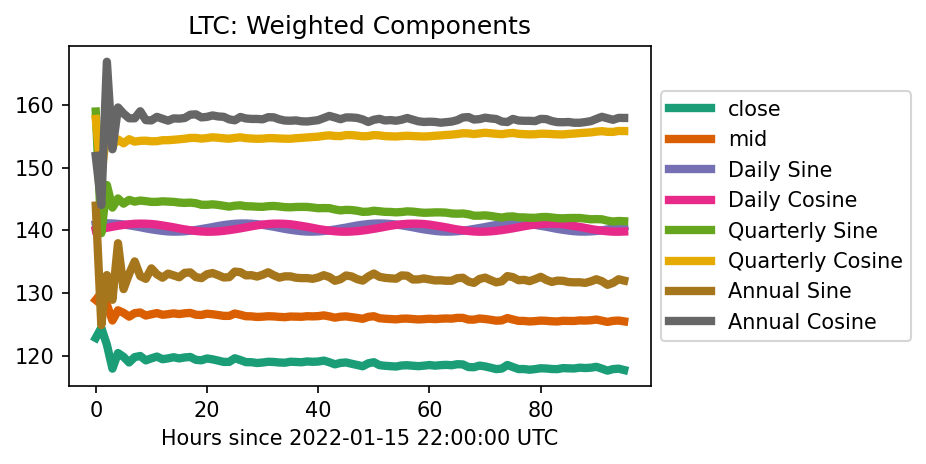 LTC: Weighted Components
160
150
140
130
120
0 20 40 60 80
Hours since 2022-01-15 22:00:00 UTC
close
mid
Daily Sine
Daily Cosine
Quarterly Sine
Quarterly Cosine
Annual Sine
Annual Cosine